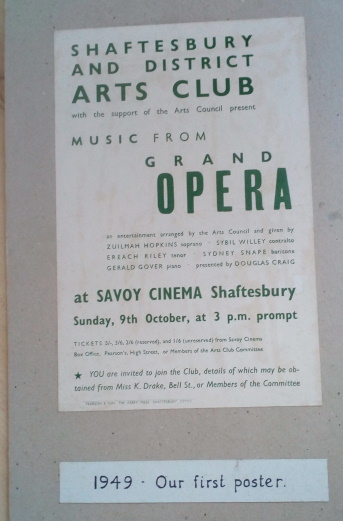 SHAFTESBURY
AND DISTRICT
ARTS CLUB
with the support of the Arts Council present
MUSIC FROM
GRAND
OPERA
an entertainment arranged by the Arts Council and given by
ZUILMAH HOPKINS soprano SYBIL WILLEY contralto
EREACH RILEY tenor SYDNEY SNAPE baritone
GERALD GOVER piano presented by DOUGLAS CRAIG
at SAVOY CINEMA Shaftesbury
Sunday, 9th October, at 3 p.m. prompt
TICKETS 5/-, 3/6, 2/6 (reserved), and 1/6 (unreserved) from Savoy Cinema
Box Office, Pearson's, High Street, or Members of the Arts Club Committee
★ YOU are invited to join the Club, details of which may be ob-
tained from Miss K. Drake, Bell St., or Members of the Committee
1949 - Our first poster.